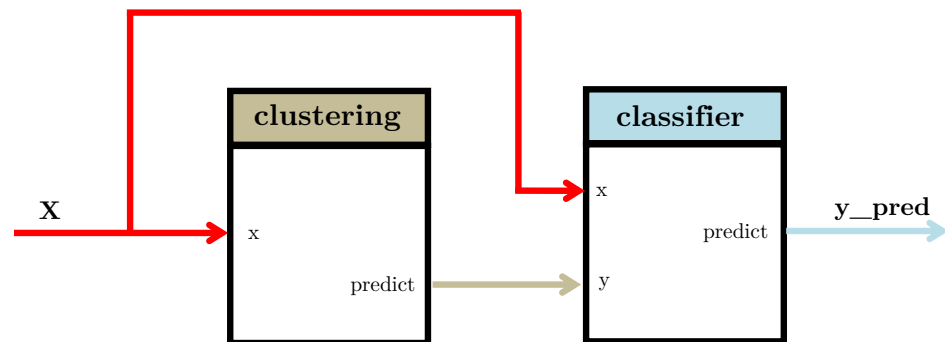 clustering
classifier
X
x
predict
x
y
predict
y_pred